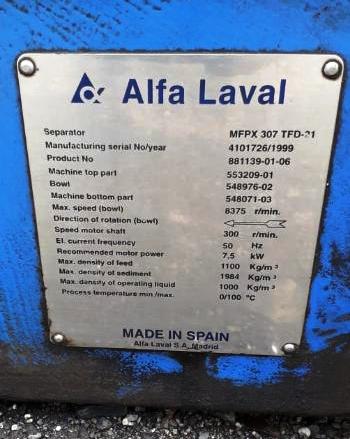 Alfa Laval
Separator MFPX 307 TFD-21
Manufacturing serial No/year 4101726/1999
Product No 881139-01-06
Machine top part 553209-01
Bowl 548976-02
Machine bottom part 548071-03
Max. speed (bowl) 8375 r/min.
Direction of rotation (bowl)
Speed motor shaft 300 r/min.
El. current frequency 50 Hz
Recommended motor power 7,5 kW
Max. density of feed 1100 Kg/m³
Max. density of sediment 1984 Kg/m³
Max. density of operating liquid 1000 Kg/m³
Process temperature min./max. 0/100 °C
MADE IN SPAIN
Alfa Laval S.A. Madrid